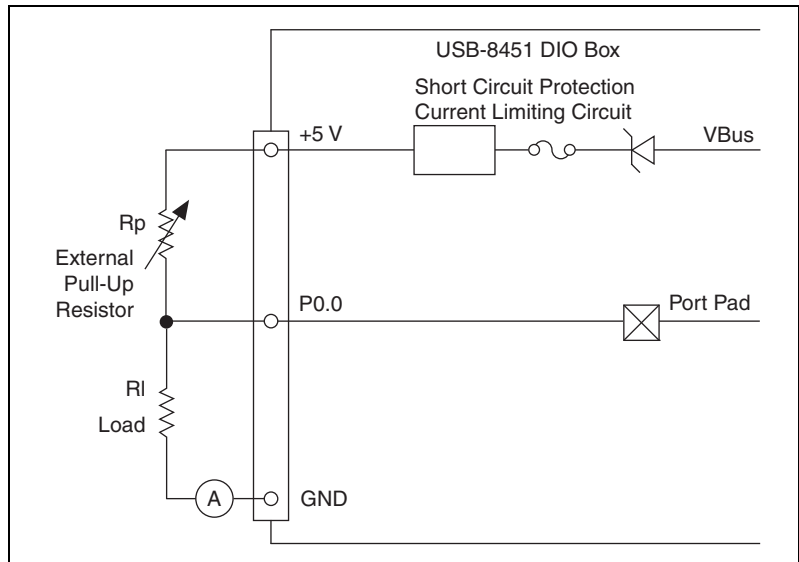 USB-8451 DIO Box
Short Circuit Protection
Current Limiting Circuit
+5 V
VBus
Rp
External
Pull-Up
Resistor
P0.0
Port Pad
Rl
Load
A
GND